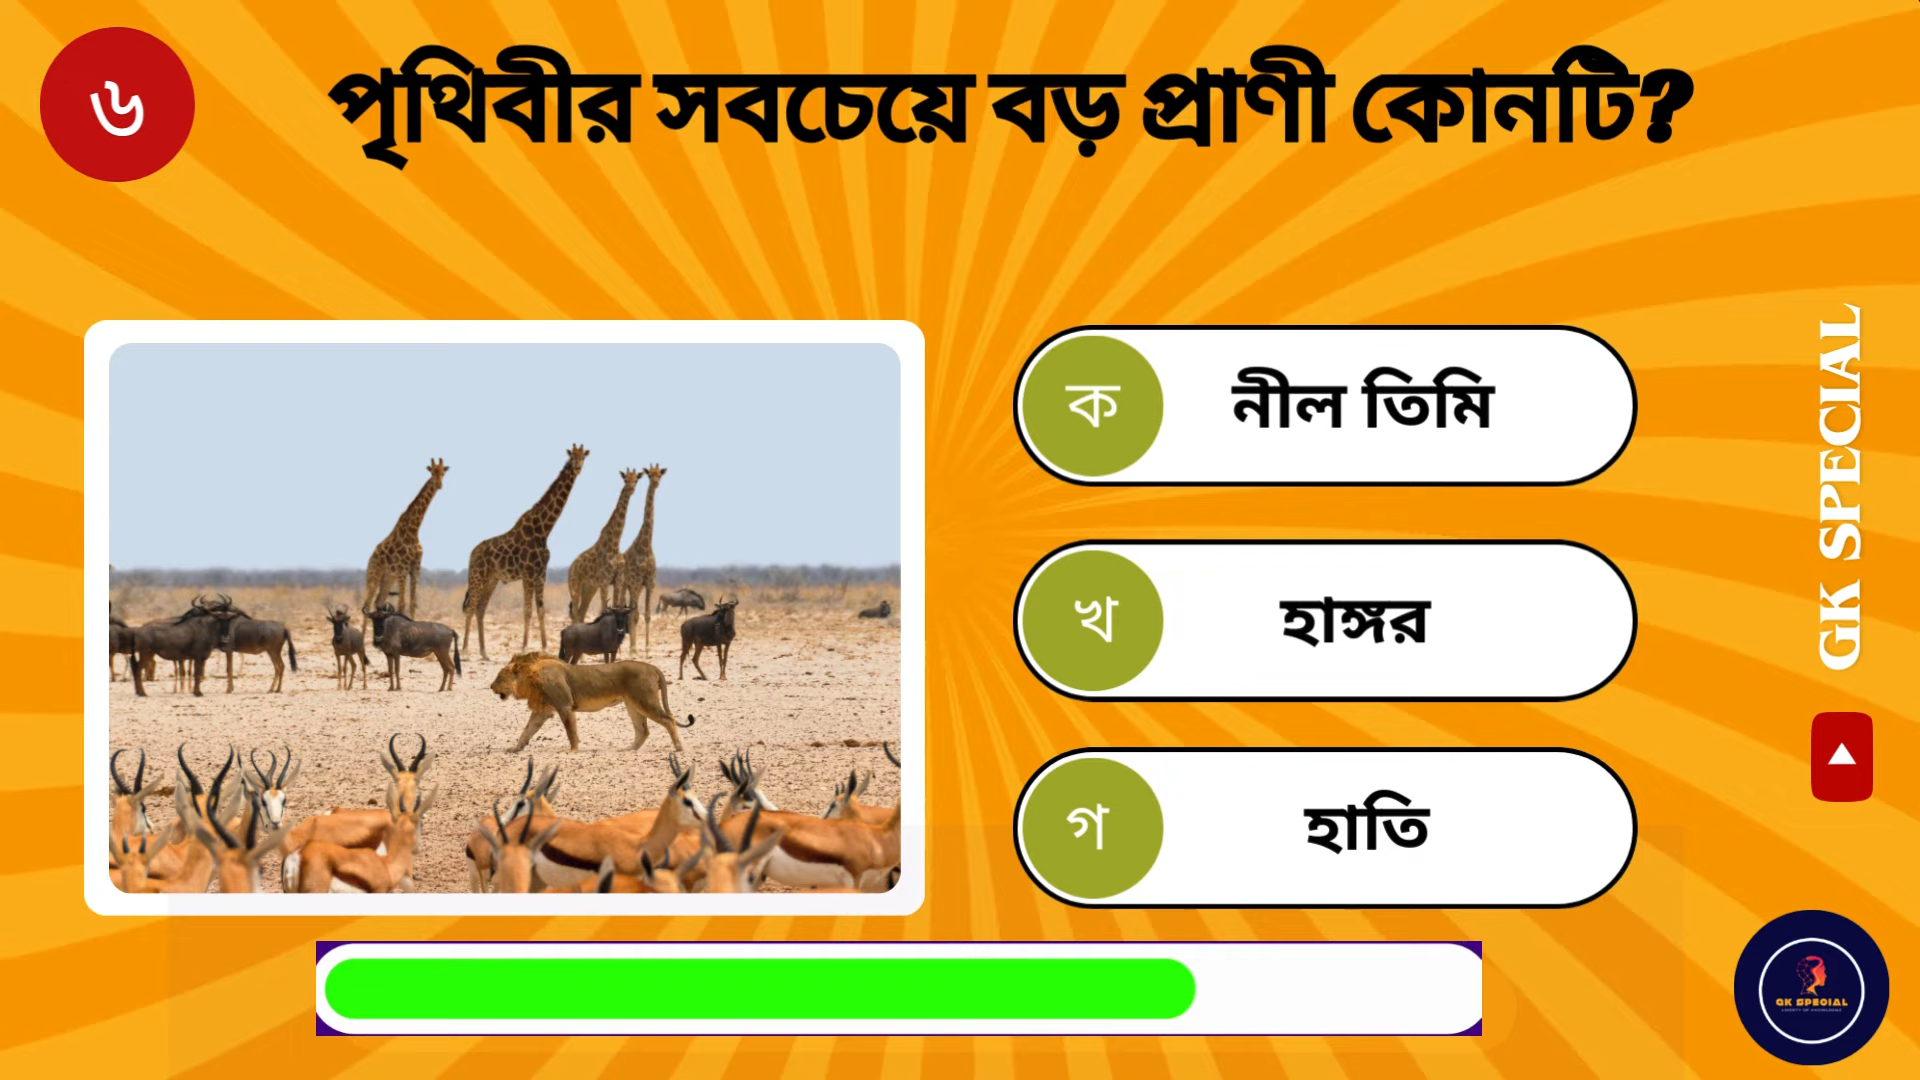 ৬
পৃথিবীর সবচেয়ে বড় প্রাণী কোনটি?
ক নীল তিমি
খ হাঙ্গর
গ হাতি
GK SPECIAL
GK SPECIAL